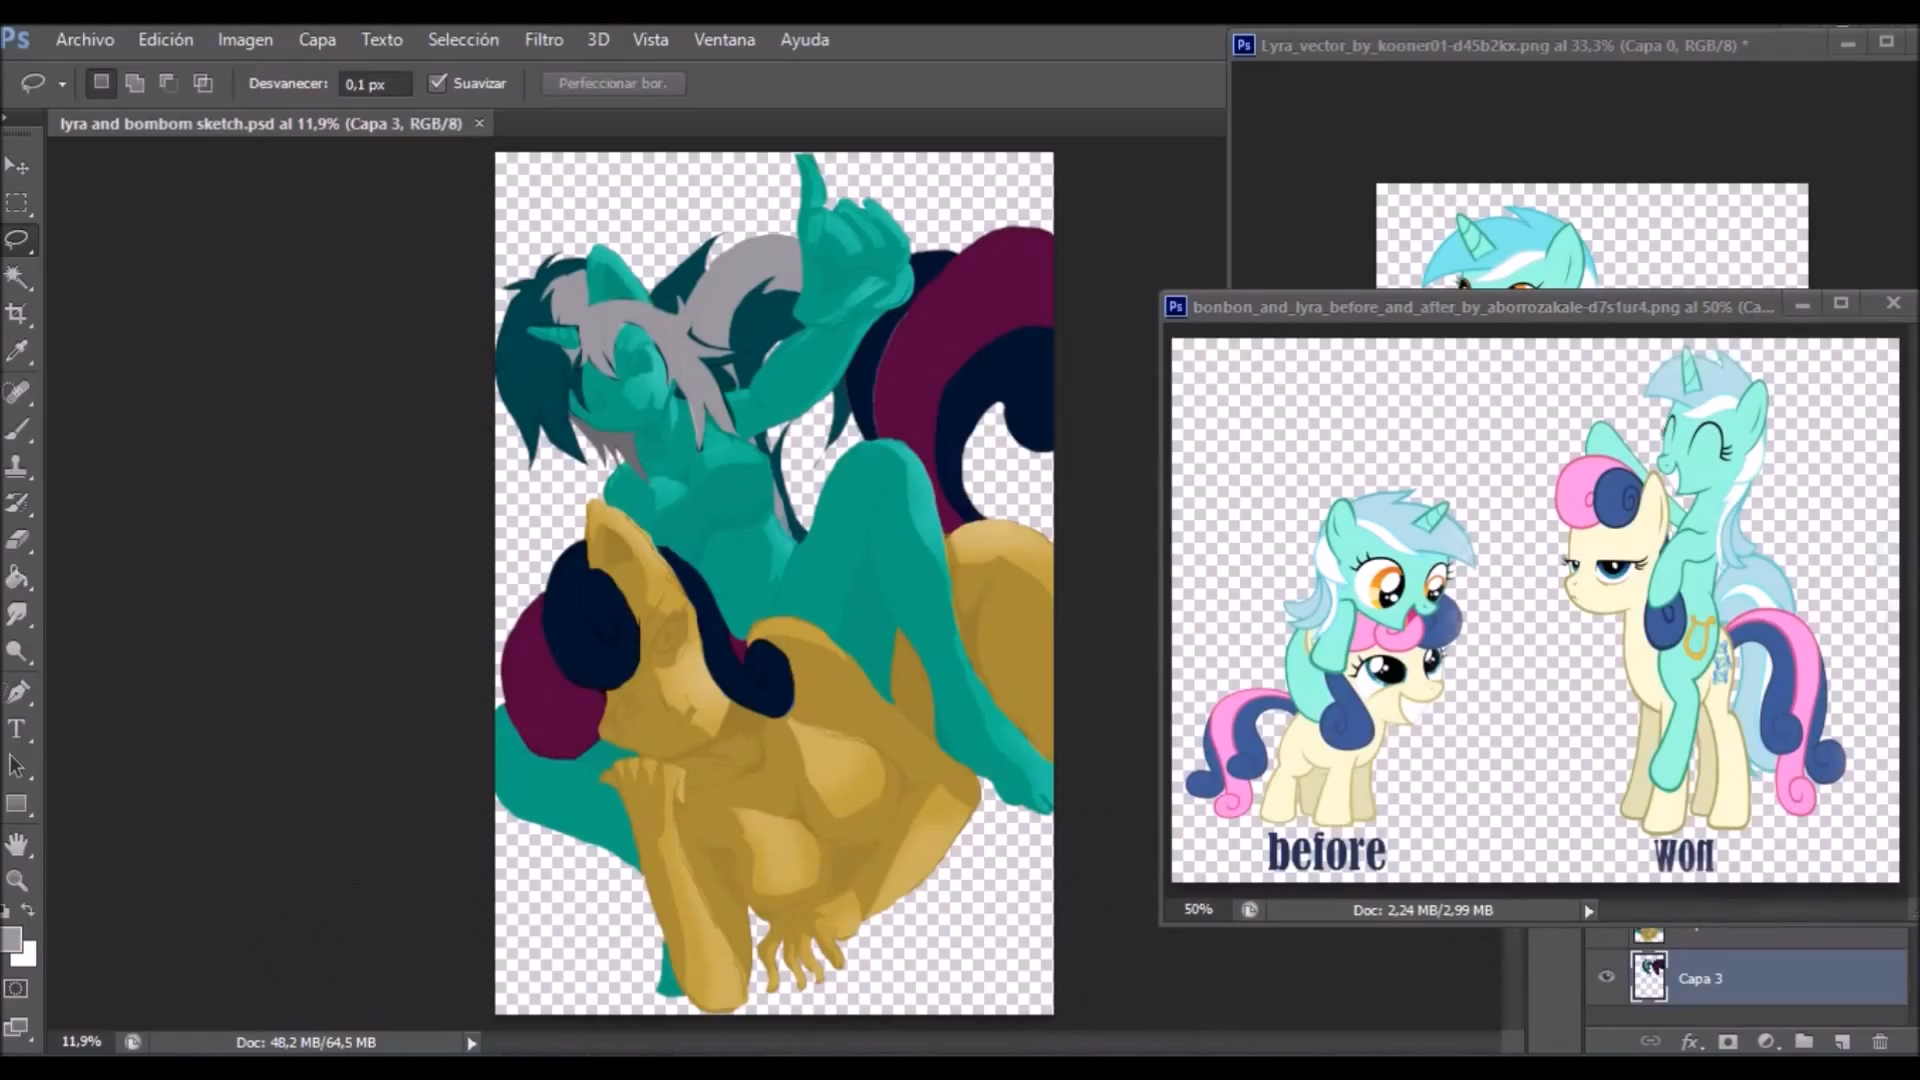 Ps Archivo Edición Imagen Capa Texto Selección Filtro 3D Vista Ventana Ayuda
Desvanecer: 0,1 px Suavizar Perfeccionar bor.
lyra and bombom sketch.psd al 11,9% (Capa 3, RGB/8) ×
Ps Lyra_vector_by_kooner01-d45b2kx.png al 33,3% (Capa 0, RGB/8) *
Ps bonbon_and_lyra_before_and_after_by_aborrozakale-d7s1ur4.png al 50% (Ca...
before
won
50% Doc: 2,24 MB/2,99 MB
T
Capa 3
fx
11,9% Doc: 48,2 MB/64,5 MB